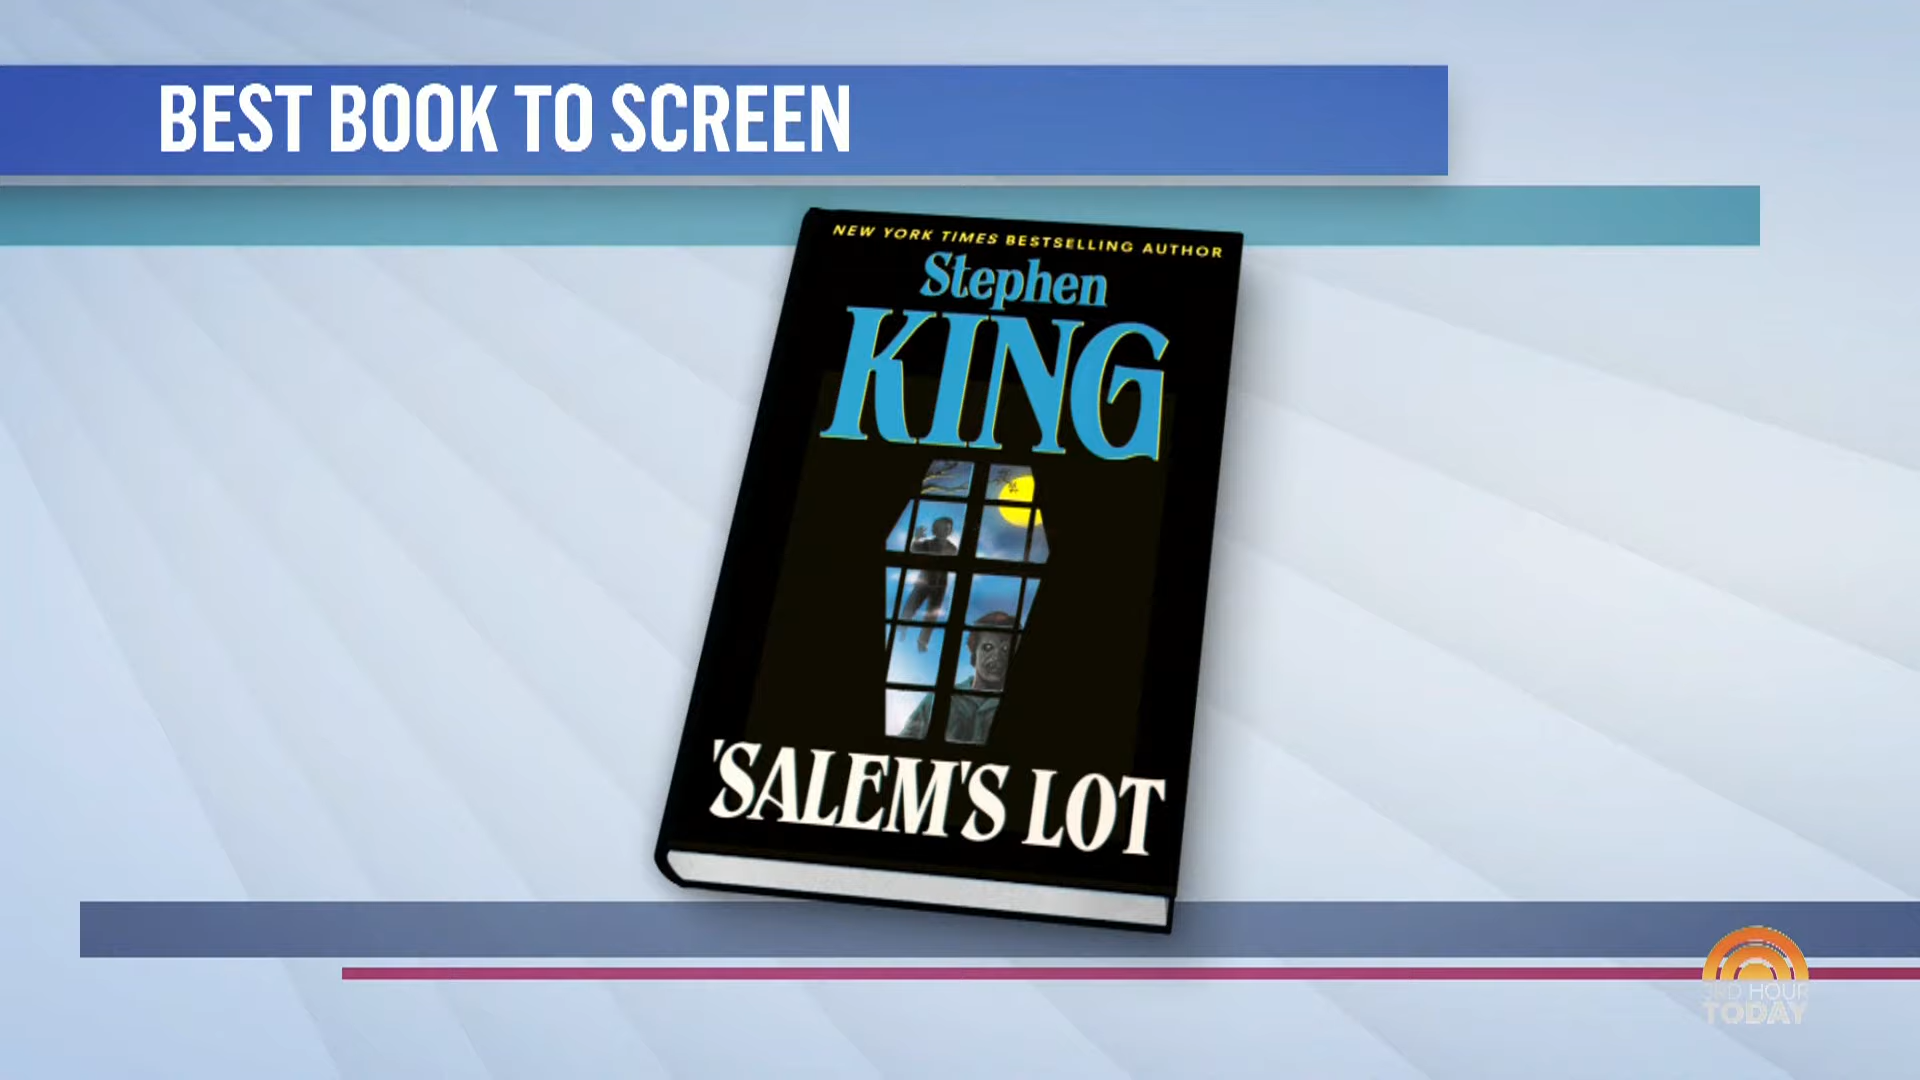 BEST BOOK TO SCREEN
NEW YORK TIMES BESTSELLING AUTHOR
Stephen
KING
'SALEM'S LOT
3RD HOUR
TODAY